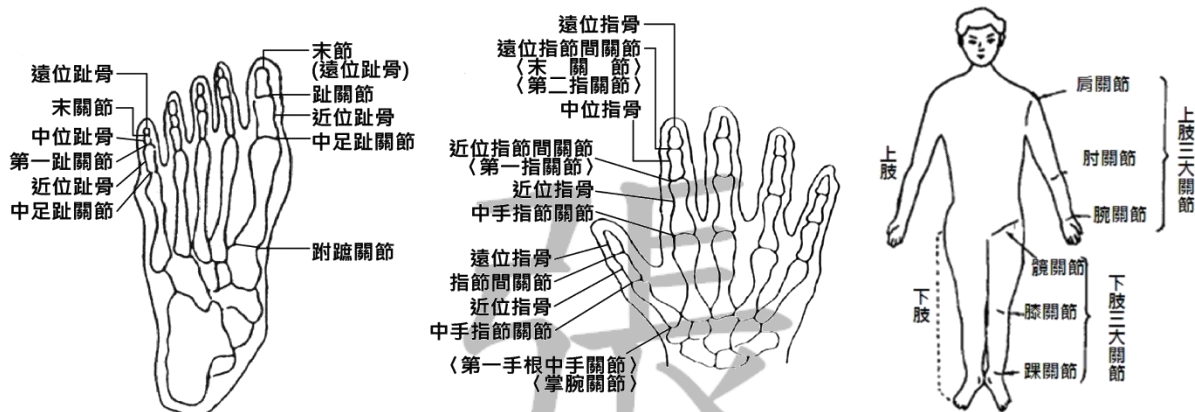 遠位趾骨
末關節
中位趾骨
第一趾關節
近位趾骨
中足趾關節
末節
(遠位趾骨)
趾關節
近位趾骨
中足趾關節
跗蹠關節
遠位指骨
遠位指節間關節
〈末關節〉
〈第二指關節〉
中位指骨
近位指節間關節
〈第一指關節〉
近位指骨
中手指節關節
遠位指骨
指節間關節
近位指骨
中手指節關節
〈第一手根中手關節〉
〈掌腕關節〉
上肢
下肢
肩關節
肘關節
腕關節
上肢三大關節
髖關節
膝關節
踝關節
下肢三大關節